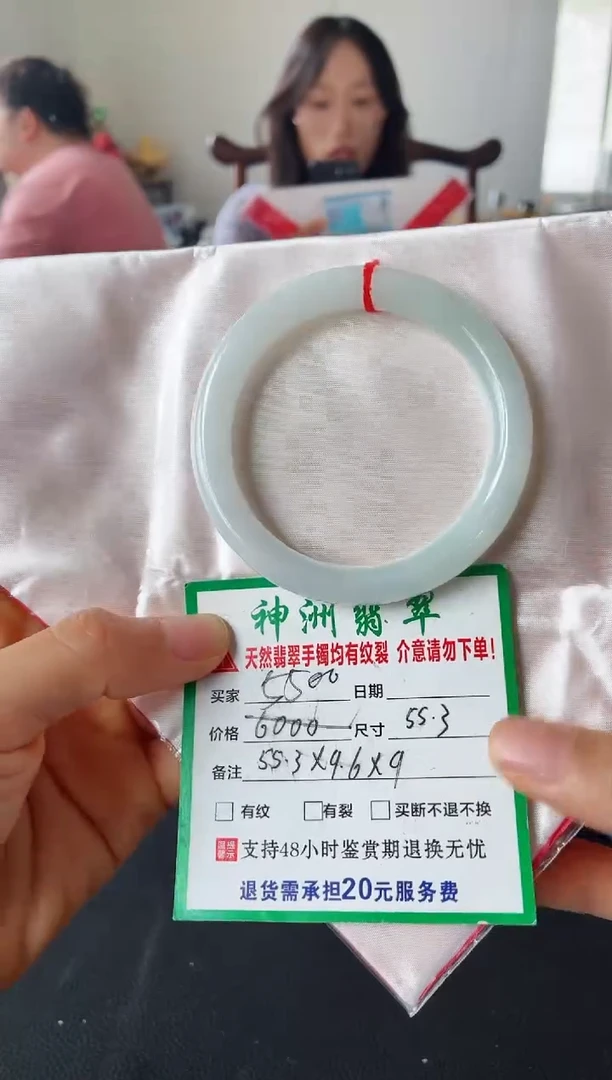 神洲翡翠
天然翡翠手镯均有纹裂 介意请勿下单!
买家 5500 日期
价格 6000 尺寸 55.3
备注 55.3X9.6X9
有纹 有裂 买断不退不换
温馨提示 支持48小时鉴赏期退换无忧
退货需承担20元服务费